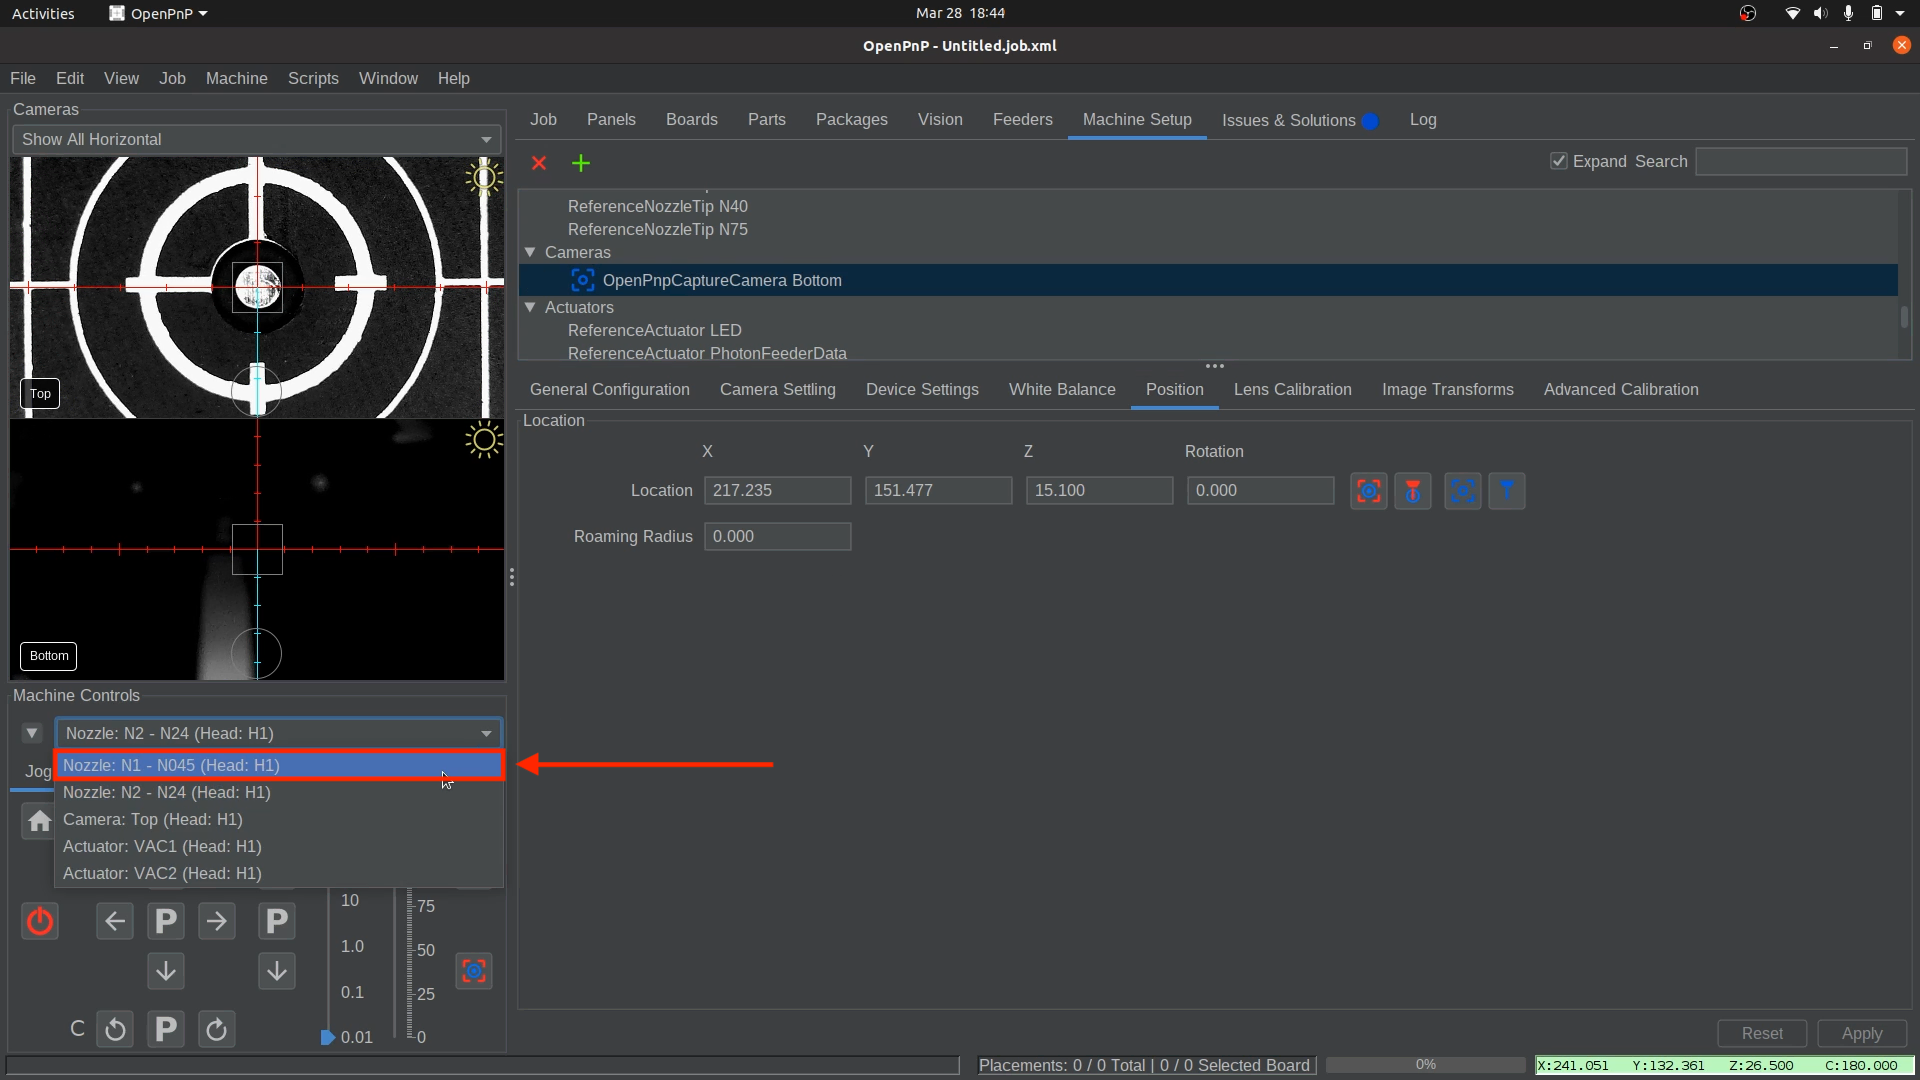 Activities OpenPnP Mar 28 18:44
OpenPnP - Untitled.job.xml
File Edit View Job Machine Scripts Window Help
Cameras
Show All Horizontal
Top
Bottom
Machine Controls
Nozzle: N2 - N24 (Head: H1)
Jog
Nozzle: N1 - N045 (Head: H1)
Nozzle: N2 - N24 (Head: H1)
Camera: Top (Head: H1)
Actuator: VAC1 (Head: H1)
Actuator: VAC2 (Head: H1)
10
1.0
0.1
0.01
75
50
25
0
P P
C P
Job Panels Boards Parts Packages Vision Feeders Machine Setup Issues & Solutions Log
Expand Search
ReferenceNozzleTip N40
ReferenceNozzleTip N75
Cameras
OpenPnpCaptureCamera Bottom
Actuators
ReferenceActuator LED
ReferenceActuator PhotonFeederData
General Configuration Camera Settling Device Settings White Balance Position Lens Calibration Image Transforms Advanced Calibration
Location
X Y Z Rotation
Location 217.235 151.477 15.100 0.000
Roaming Radius 0.000
Reset Apply
Placements: 0 / 0 Total | 0 / 0 Selected Board 0% X:241.051 Y:132.361 Z:26.500 C:180.000